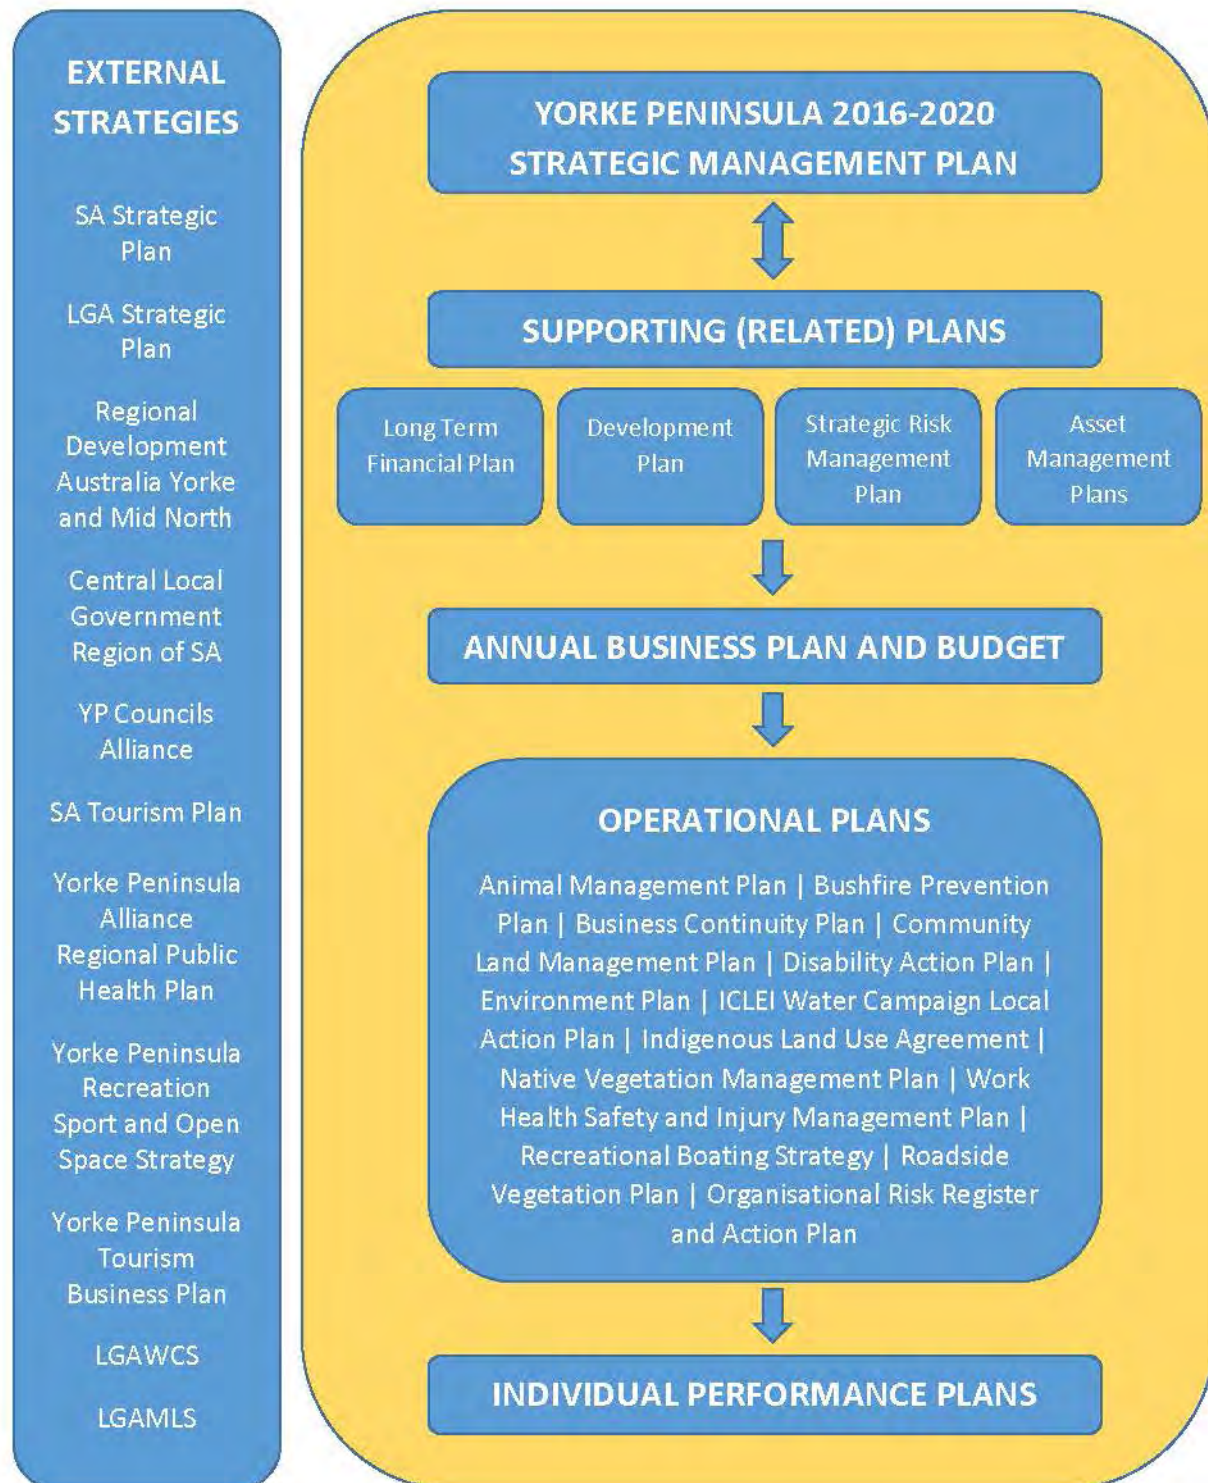 EXTERNAL
STRATEGIES
SA Strategic
Plan
LGA Strategic
Plan
Regional
Development
Australia Yorke
and Mid North
Central Local
Government
Region of SA
YP Councils
Alliance
SA Tourism Plan
Yorke Peninsula
Alliance
Regional Public
Health Plan
Yorke Peninsula
Recreation
Sport and Open
Space Strategy
Yorke Peninsula
Tourism
Business Plan
LGAWCS
LGAMLS
YORKE PENINSULA 2016-2020
STRATEGIC MANAGEMENT PLAN
SUPPORTING (RELATED) PLANS
Long Term
Financial Plan
Development
Plan
Strategic Risk
Management
Plan
Asset
Management
Plans
ANNUAL BUSINESS PLAN AND BUDGET
OPERATIONAL PLANS
Animal Management Plan | Bushfire Prevention
Plan | Business Continuity Plan | Community
Land Management Plan | Disability Action Plan |
Environment Plan | ICLEI Water Campaign Local
Action Plan | Indigenous Land Use Agreement |
Native Vegetation Management Plan | Work
Health Safety and Injury Management Plan |
Recreational Boating Strategy | Roadside
Vegetation Plan | Organisational Risk Register
and Action Plan
INDIVIDUAL PERFORMANCE PLANS